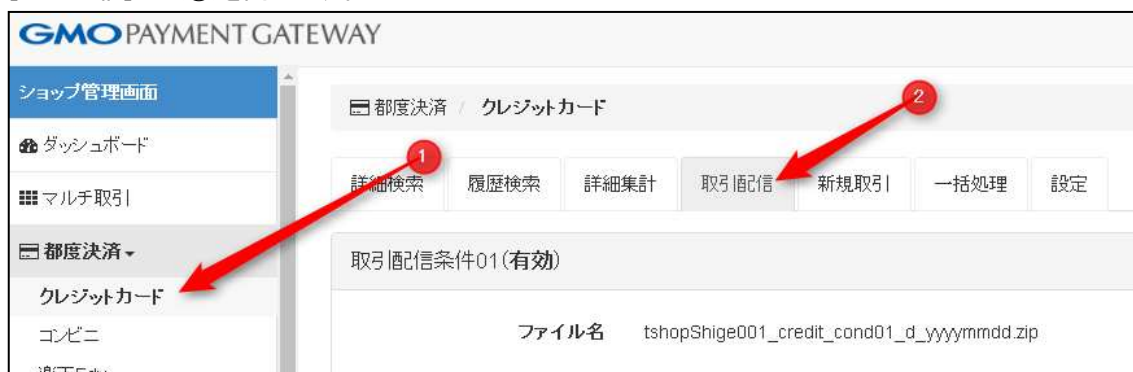 GMO PAYMENT GATEWAY
ショップ管理画面
都度決済 / クレジットカード
2
ダッシュボード
1
詳細検索 履歴検索 詳細集計 取引配信 新規取引 一括処理 設定
マルチ取引
都度決済
取引配信条件01(有効)
クレジットカード
ファイル名 tshopShige001_credit_cond01_d_yyyymmdd.zip
コンビニ